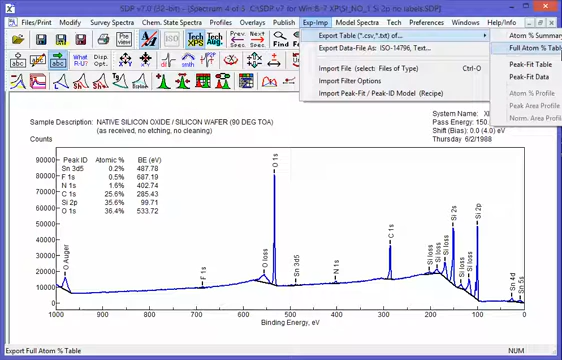 SDP v7.0 (32-bit) - [Spectrum 4 of 5 C:\SDP v7 for Win 8-7 XP\SI_NO_1 Si 2p no labels.SDP]
File Survey Spectra Chem. State Spectra Profiles Overlays Publish Exp-Imp Model Spectra Preferences Tech Windows Help/Info
Export Table (*.csv,*.txt) of...
Export Data-File As: ISO-14796, Text...
Import File (select: Files of Type) Ctrl-O
Import Filter Options
Import Peak-Fit / Peak-ID Model (Recipe)
Atom % Summary
Full Atom % Table
Peak-Fit Table
Peak-Fit Data
Atom % Profile
Peak Area Profile
Norm. Area Profile
PRT ISO Tech Rep
Sample Description: NATIVE SILICON OXIDE / SILICON WAFER (90 DEG TOA)
(as received, no etching, no cleaning)
System Name: XI
Pass Energy: 150.
Shift (Bias): 0.0 (4.0) eV
Thursday 6/2/1988
Counts
Peak ID Atomic % BE (eV)
Sn 3d5 0.2% 487.78
F 1s 0.5% 687.19
N 1s 1.6% 402.74
C 1s 25.6% 285.43
Si 2p 35.6% 99.71
O 1s 36.4% 533.72
90000
80000
70000
60000
50000
40000
30000
20000
10000
0
O Auger
F 1s
O loss
O 1s
Sn 3d5
N 1s
C 1s
Si loss
Si loss
Si loss
Si 2s
Si loss
Si loss
Si 2p
Sn 4d
Sn 5s
1000 900 800 700 600 500 400 300 200 100 0
Binding Energy, eV
Export Full Atom % Table
NUM